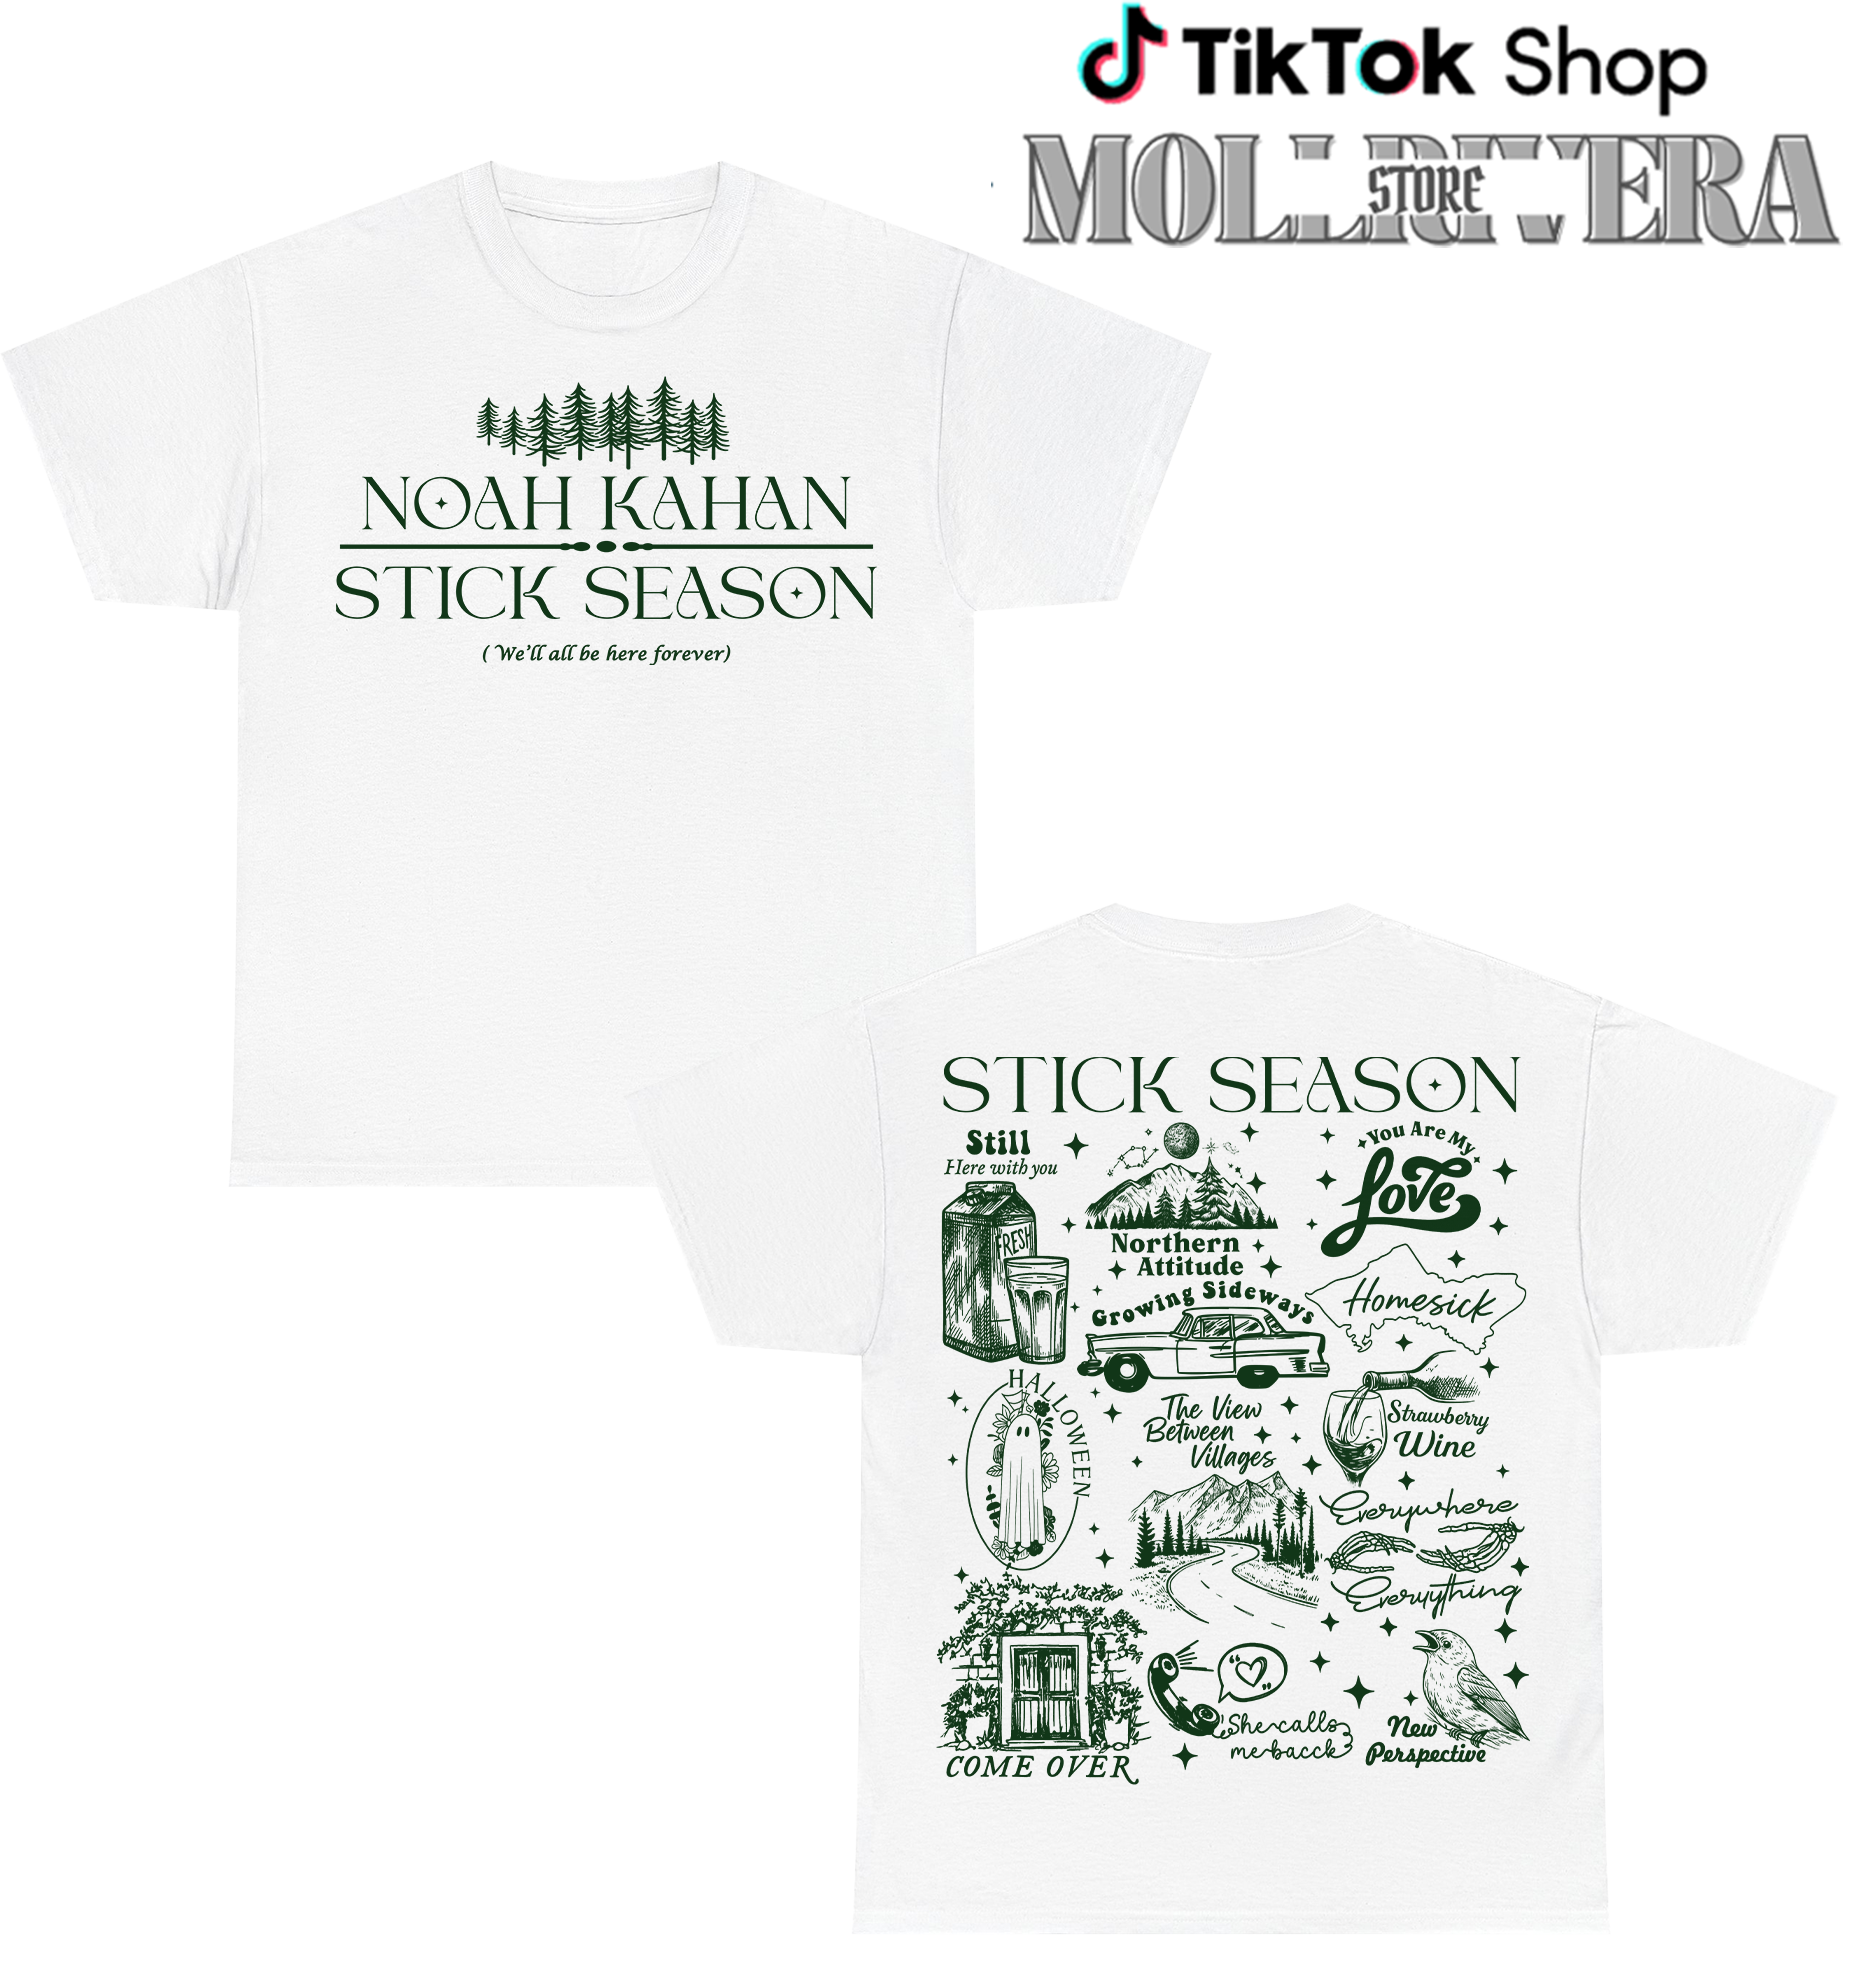 TikTok Shop
MOLLRIVERA
STORE
NOAH KAHAN
STICK SEASON
( We'll all be here forever)
STICK SEASON
Still
Here with you
FRESH
Northern
Attitude
You Are My
Love
Homesick
Growing Sideways
HALLOWEEN
The View
Between
Villages
Strawberry
Wine
Everywhere
Everything
COME OVER
She calls
me bacck
New
Perspective